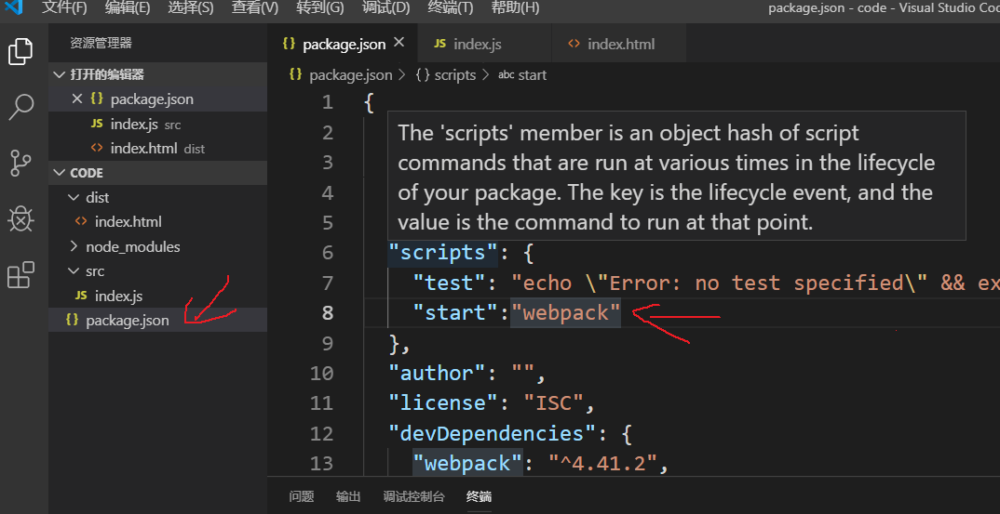 文件(F) 编辑(E) 选择(S) 查看(V) 转到(G) 调试(D) 终端(T) 帮助(H) package.json - code - Visual Studio Cod
资源管理器
打开的编辑器
{} package.json
JS index.js src
<> index.html dist
CODE
dist
<> index.html
node_modules
src
JS index.js
{} package.json
{} package.json
JS index.js
<> index.html
{} package.json > {} scripts > abc start
1 {
2
3
4
5
The 'scripts' member is an object hash of script
commands that are run at various times in the lifecycle
of your package. The key is the lifecycle event, and the
value is the command to run at that point.
6 "scripts": {
7 "test": "echo \"Error: no test specified\" && ex
8 "start":"webpack"
9 },
10 "author": "",
11 "license": "ISC",
12 "devDependencies": {
13 "webpack": "^4.41.2",
问题 输出 调试控制台 终端